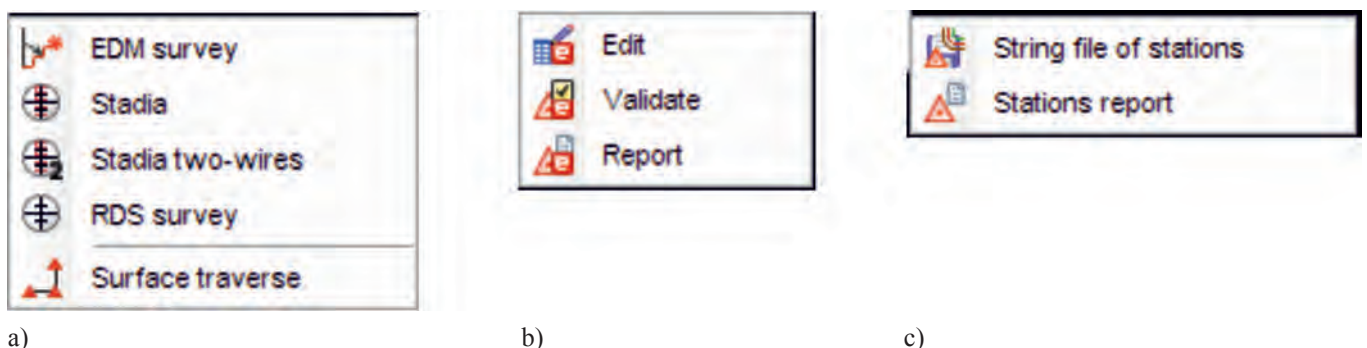 EDM survey
Stadia
Stadia two-wires
RDS survey
Surface traverse
Edit
Validate
Report
String file of stations
Stations report
a)
b)
c)